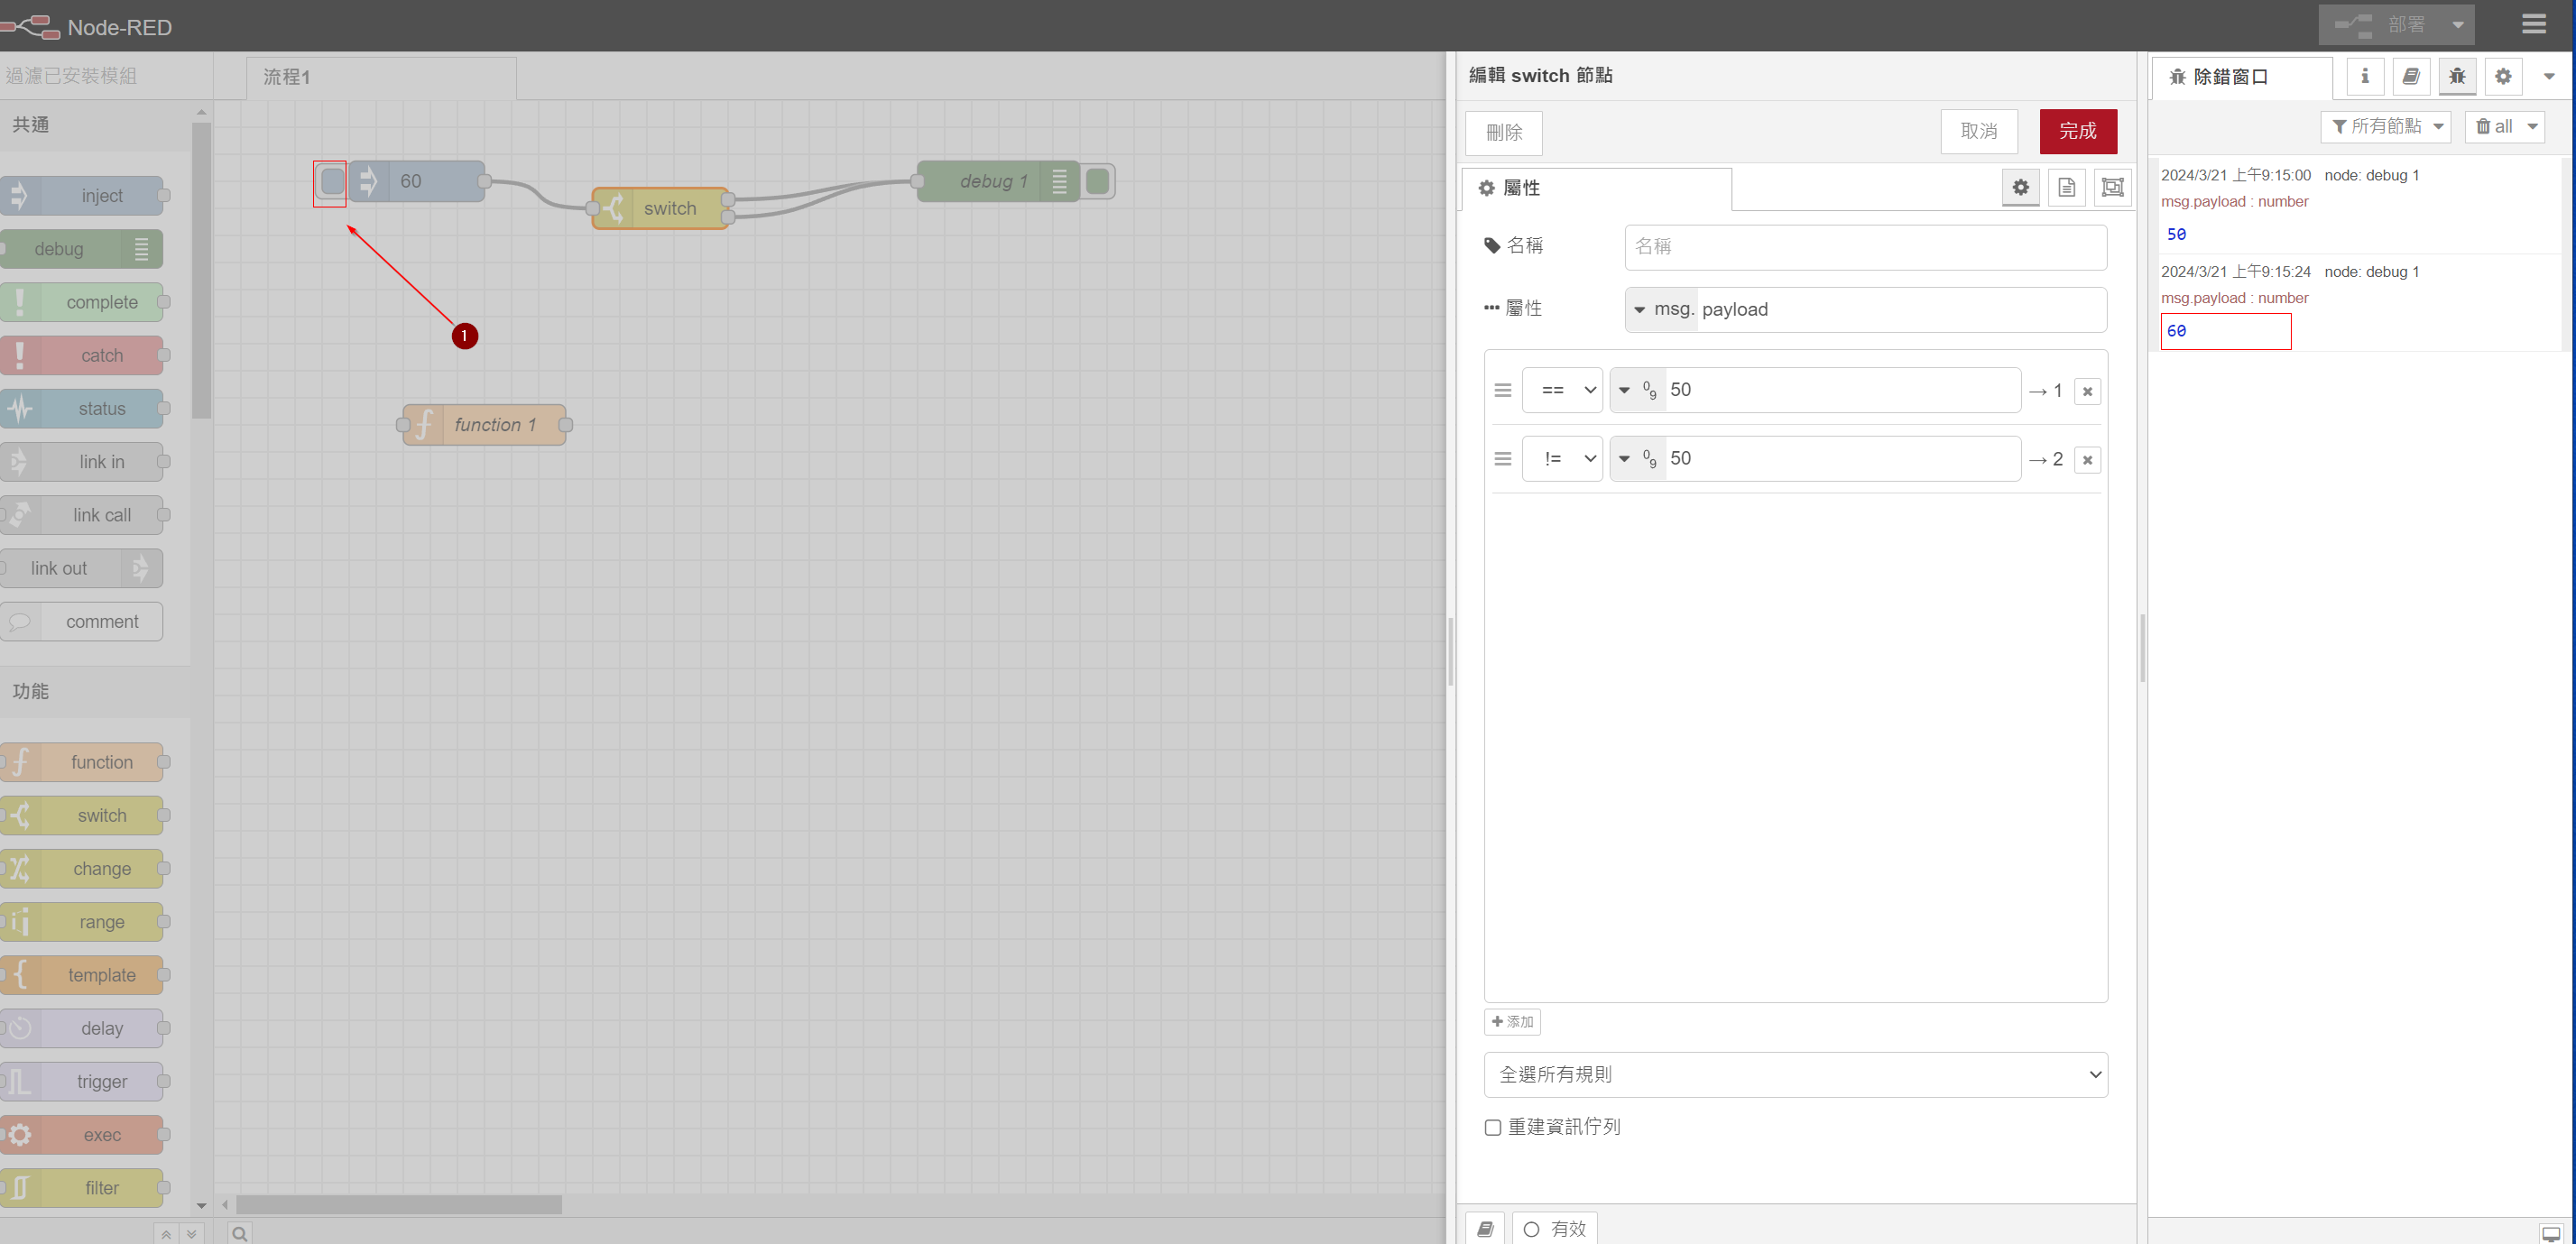 Node-RED
部署
過濾已安裝模組
共通
inject
debug
complete
catch
status
link in
link call
link out
comment
功能
function
switch
change
range
template
delay
trigger
exec
filter
流程1
60
switch
debug 1
1
function 1
編輯 switch 節點
刪除
取消
完成
屬性
名稱
名稱
屬性
msg. payload
== 0 9 50 → 1
!= 0 9 50 → 2
添加
全選所有規則
重建資訊佇列
有效
除錯窗口
所有節點
all
2024/3/21 上午9:15:00 node: debug 1
msg.payload : number
50
2024/3/21 上午9:15:24 node: debug 1
msg.payload : number
60